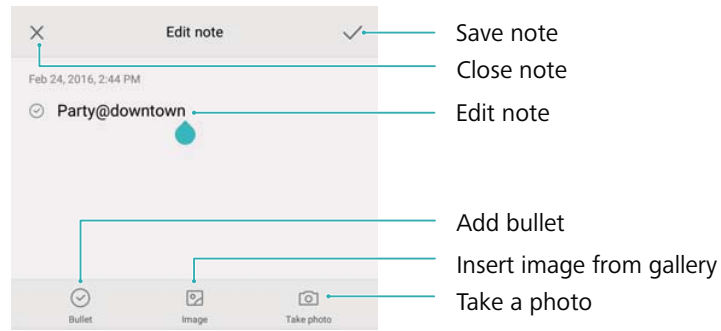 Edit note
Save note
Close note
Feb 24, 2016, 2:44 PM
Party@downtown
Edit note
Add bullet
Insert image from gallery
Take a photo
Bullet
Image
Take photo